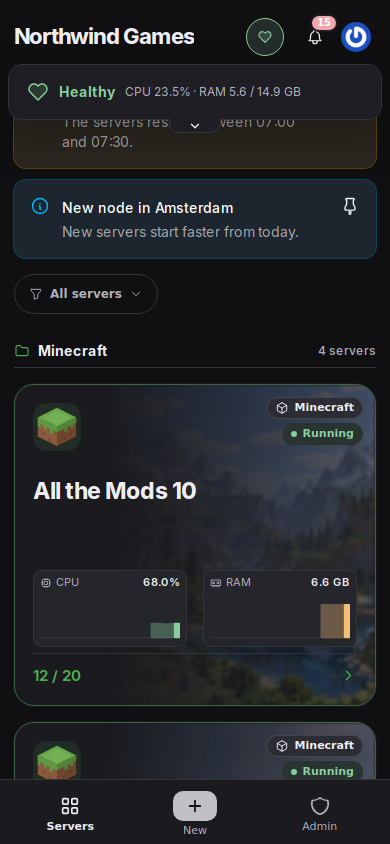 Northwind Games
15
Healthy CPU 23.5% · RAM 5.6 / 14.9 GB
The servers ween 07:00
and 07:30.
New node in Amsterdam
New servers start faster from today.
All servers
Minecraft
4 servers
Minecraft
Running
All the Mods 10
CPU 68.0%
RAM 6.6 GB
12 / 20
Minecraft
Running
Servers
New
Admin